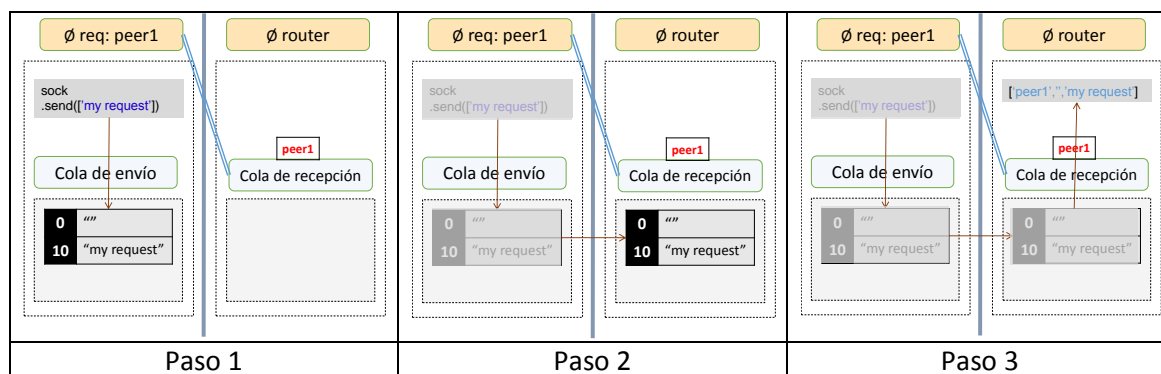 Ø req: peer1
Ø router
sock
.send(['my request'])
peer1
Cola de envío
Cola de recepción
0 “”
10 “my request”
Paso 1
Ø req: peer1
Ø router
sock
.send(['my request'])
peer1
Cola de envío
Cola de recepción
0 “”
0 “”
10 “my request”
10 “my request”
Paso 2
Ø req: peer1
Ø router
sock
.send(['my request'])
['peer1','','my request']
peer1
Cola de envío
Cola de recepción
0 “”
0 “”
10 “my request”
10 “my request”
Paso 3